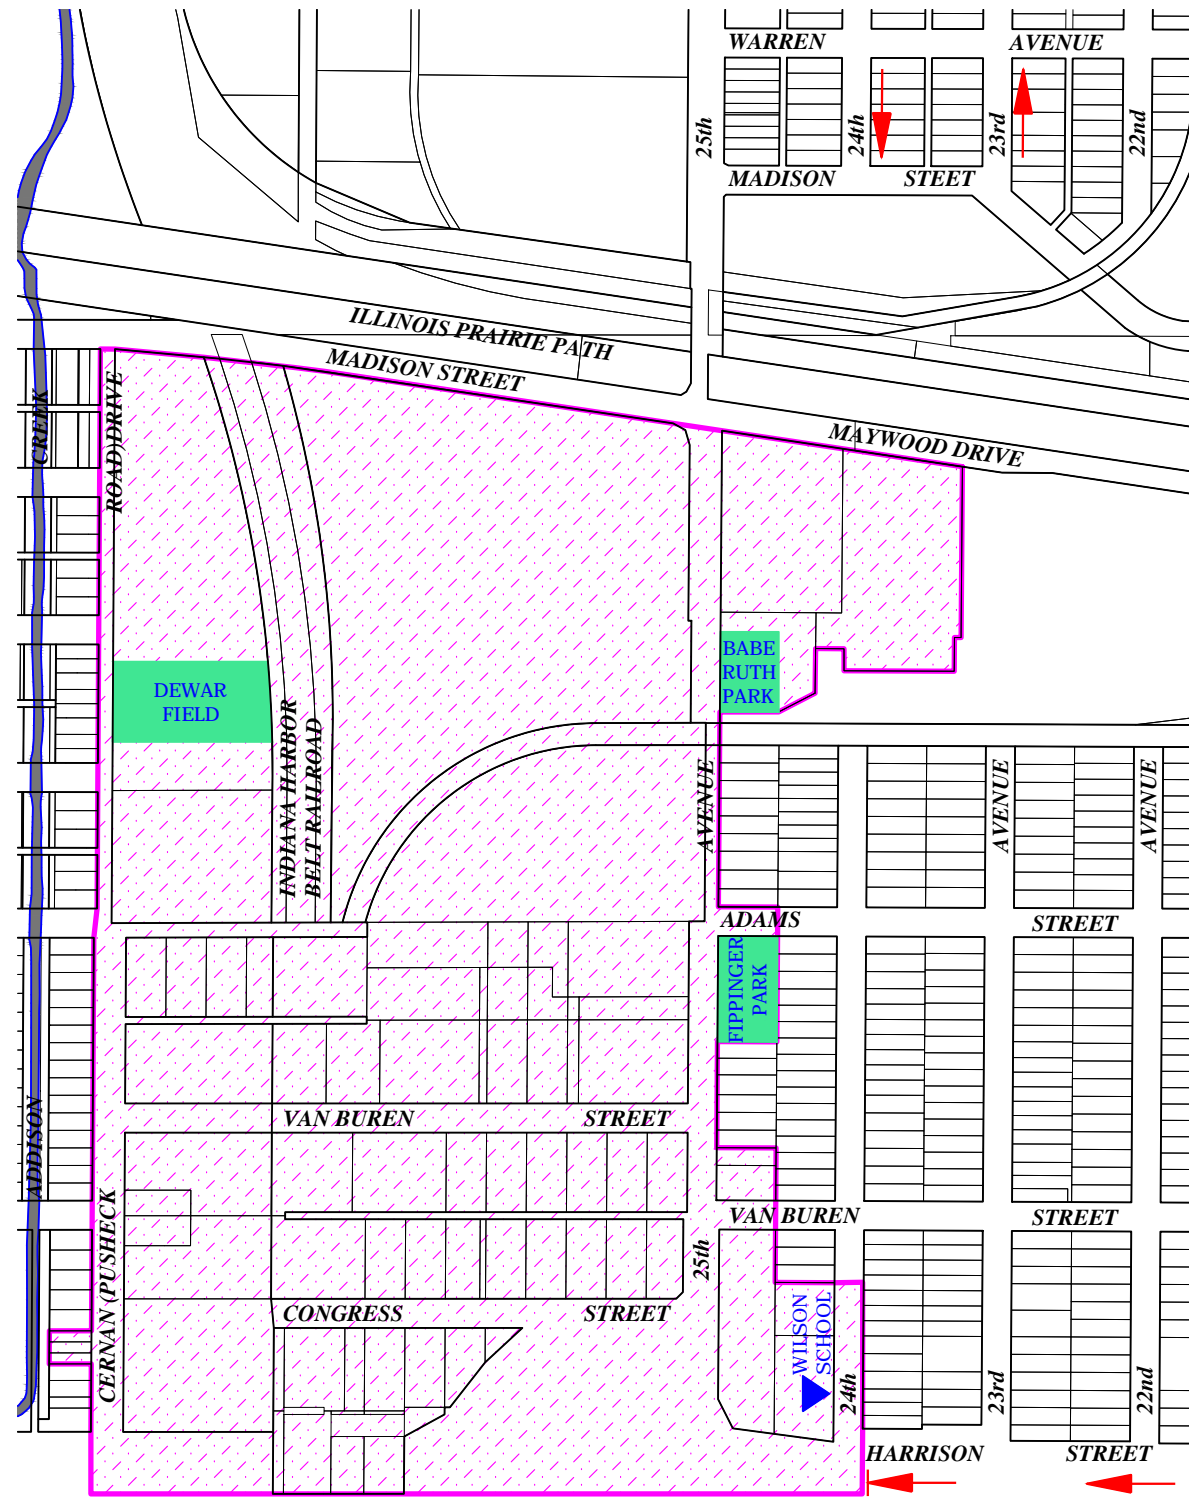 WARREN
AVENUE
25th
24th
23rd
22nd
MADISON
STEET
ILLINOIS PRAIRIE PATH
MADISON STREET
MAYWOOD DRIVE
CREEK
ROAD)DRIVE
BABE
RUTH
PARK
DEWAR
FIELD
INDIANA HARBOR
BELT RAILROAD
AVENUE
AVENUE
AVENUE
ADAMS
STREET
FIPPINGER
PARK
VAN BUREN
STREET
ADDISON
CERNAN (PUSHECK
VAN BUREN
STREET
25th
CONGRESS
STREET
WILSON
SCHOOL
24th
23rd
22nd
HARRISON
STREET